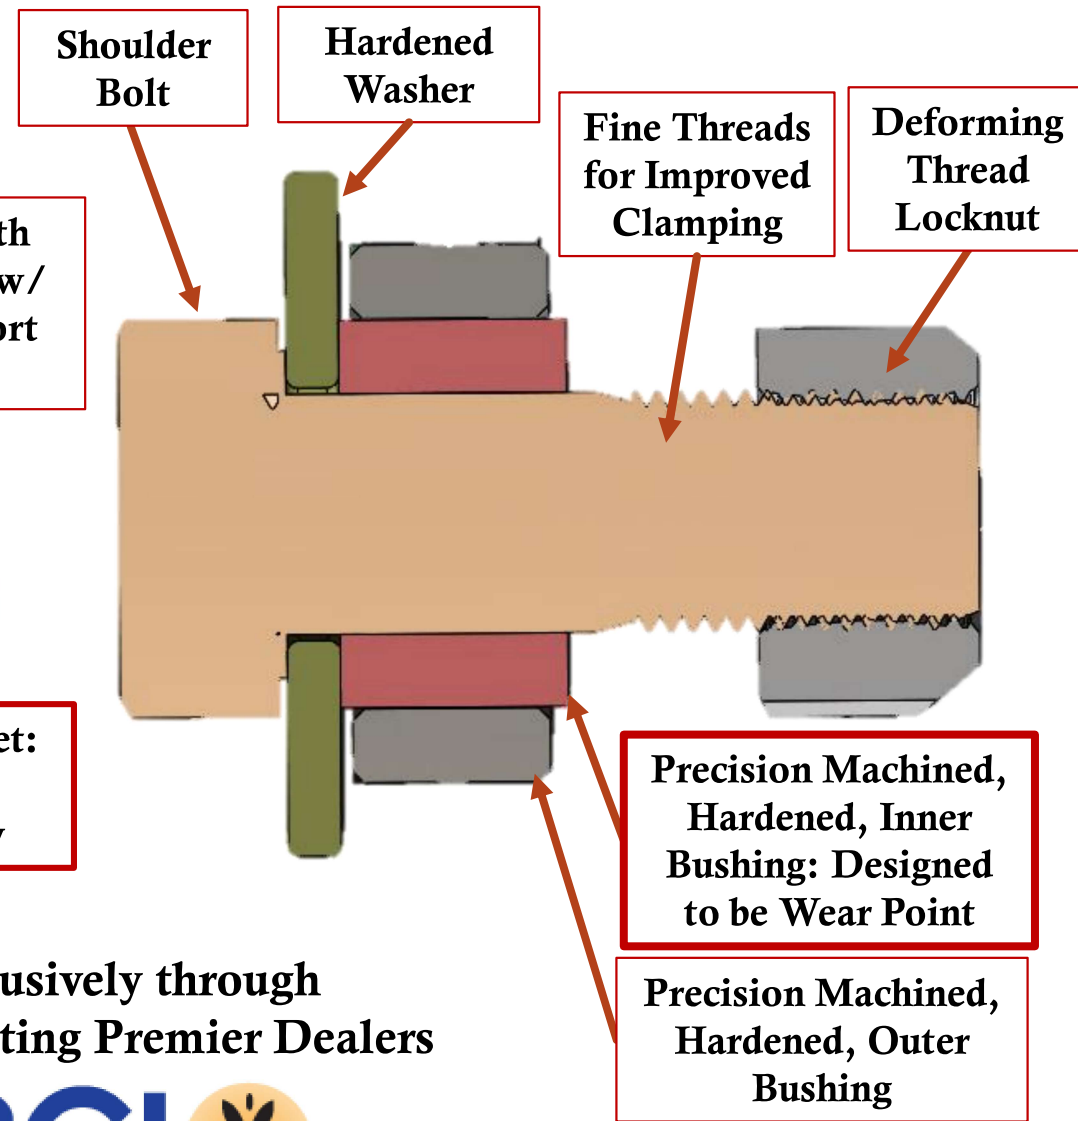 Shoulder
Bolt
Hardened
Washer
Fine Threads
for Improved
Clamping
Deforming
Thread
Locknut
th
w/
ort
et:
y
Precision Machined,
Hardened, Inner
Bushing: Designed
to be Wear Point
Precision Machined,
Hardened, Outer
Bushing
usively through
ting Premier Dealers